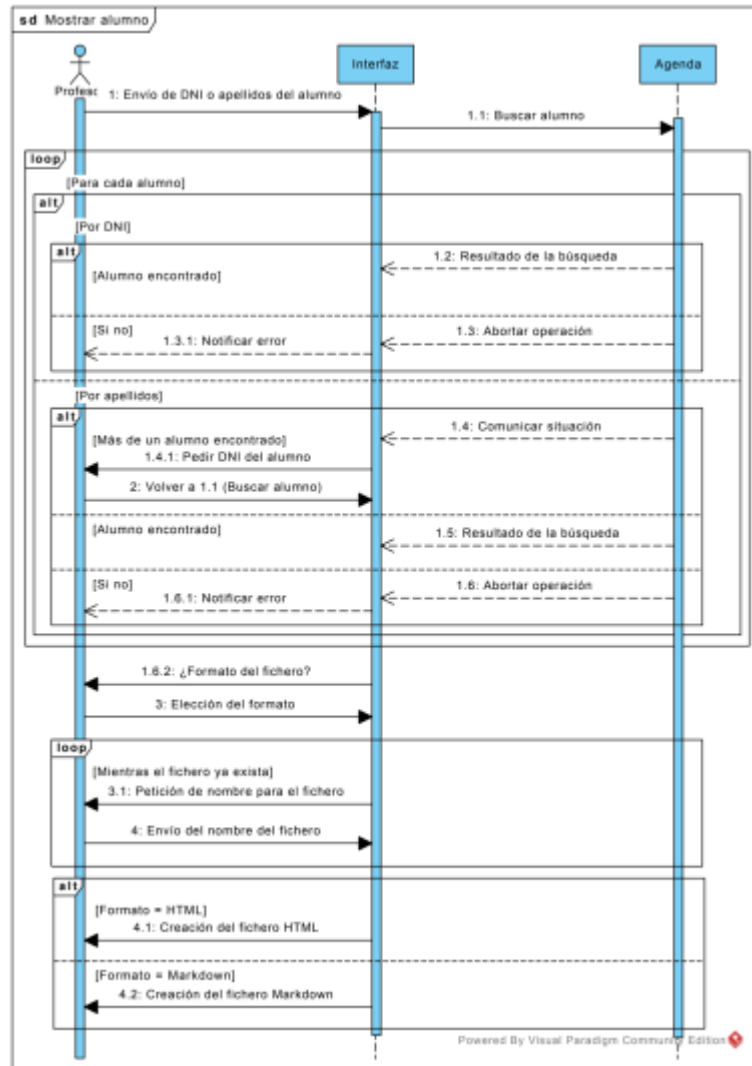 sd Mostrar alumno
Interfaz
Agenda
Profesc
1: Envío de DNI o apellidos del alumno
1.1: Buscar alumno
loop
[Para cada alumno]
alt
[Por DNI]
alt
1.2: Resultado de la búsqueda
[Alumno encontrado]
[Si no]
1.3: Abortar operación
1.3.1: Notificar error
[Por apellidos]
alt
1.4: Comunicar situación
[Más de un alumno encontrado]
1.4.1: Pedir DNI del alumno
2: Volver a 1.1 (Buscar alumno)
[Alumno encontrado]
1.5: Resultado de la búsqueda
[Si no]
1.6: Abortar operación
1.6.1: Notificar error
1.6.2: ¿Formato del fichero?
3: Elección del formato
loop
[Mientras el fichero ya exista]
3.1: Petición de nombre para el fichero
4: Envío del nombre del fichero
alt
[Formato = HTML]
4.1: Creación del fichero HTML
[Formato = Markdown]
4.2: Creación del fichero Markdown
Powered By Visual Paradigm Community Edition